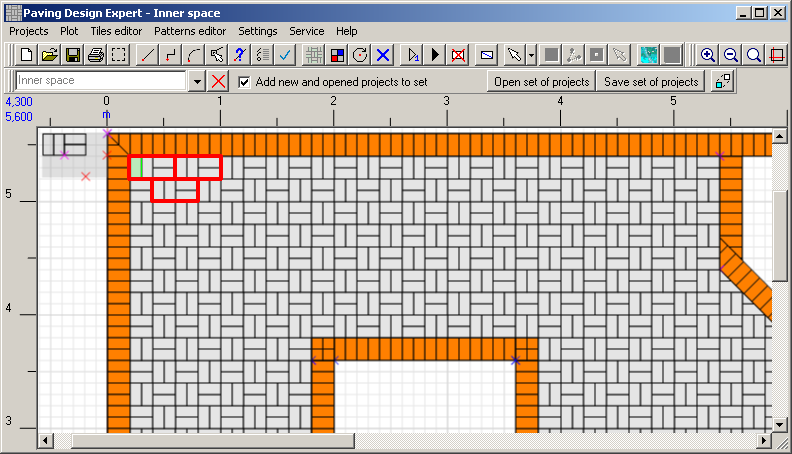 Paving Design Expert - Inner space
Projects Plot Tiles editor Patterns editor Settings Service Help
Inner space Add new and opened projects to set Open set of projects Save set of projects
4,300 0 1 2 3 4 5
5,600 m
5
4
3